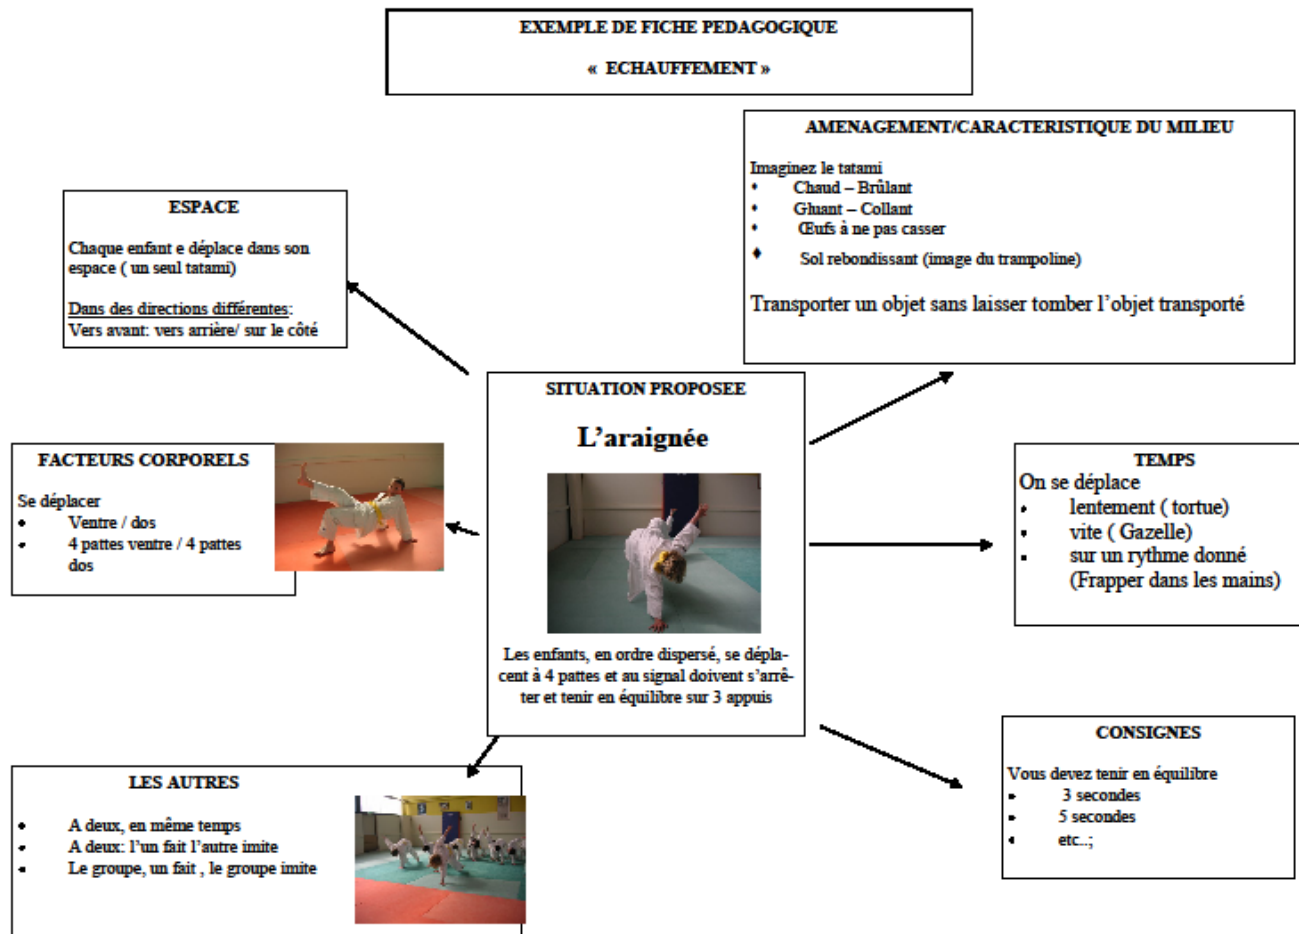 EXEMPLE DE FICHE PEDAGOGIQUE
« ECHAUFFEMENT »
AMENAGEMENT/CARACTERISTIQUE DU MILIEU
Imaginez le tatami
Chaud – Brûlant
Gluant – Collant
Œufs à ne pas casser
Sol rebondissant (image du trampoline)
Transporter un objet sans laisser tomber l'objet transporté
ESPACE
Chaque enfant e déplace dans son
espace ( un seul tatami)
Dans des directions différentes:
Vers avant: vers arrière/ sur le côté
SITUATION PROPOSEE
L'araignée
Les enfants, en ordre dispersé, se dépla-
cent à 4 pattes et au signal doivent s'arrê-
ter et tenir en équilibre sur 3 appuis
FACTEURS CORPORELS
Se déplacer
Ventre / dos
4 pattes ventre / 4 pattes
dos
TEMPS
On se déplace
lentement ( tortue)
vite ( Gazelle)
sur un rythme donné
(Frapper dans les mains)
LES AUTRES
A deux, en même temps
A deux: l'un fait l'autre imite
Le groupe, un fait , le groupe imite
CONSIGNES
Vous devez tenir en équilibre
3 secondes
5 secondes
etc..;